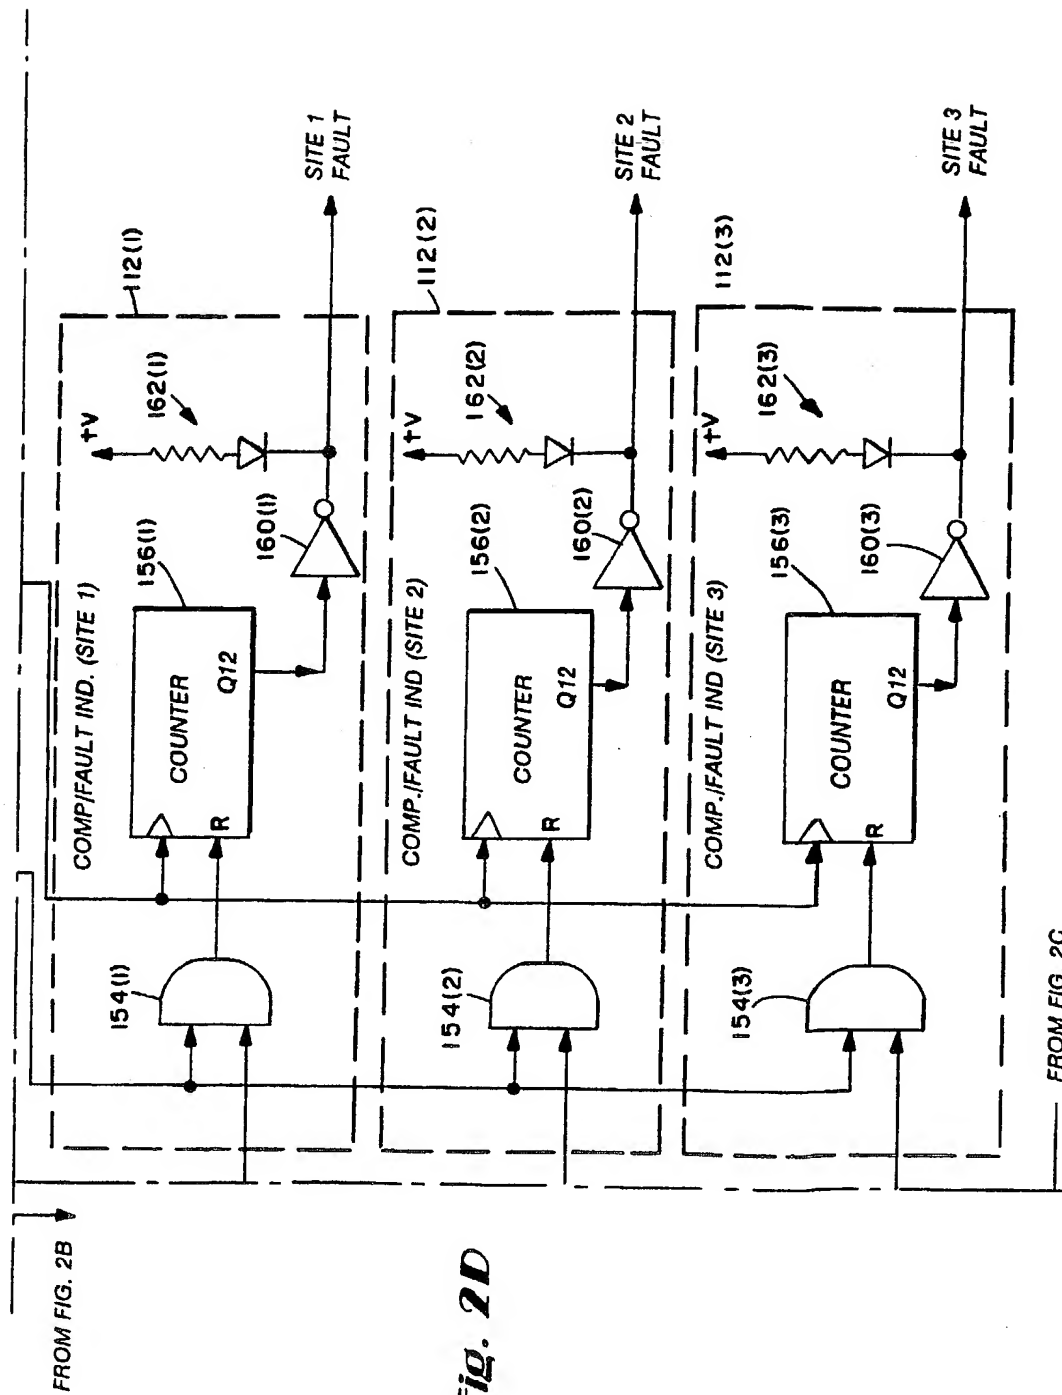 FROM FIG. 2B
COMP/FAULT IND. (SITE 1)
112(1)
154(1)
COUNTER
R
Q12
156(1)
160(1)
162(1)
+V
SITE 1
FAULT
COMP./FAULT IND (SITE 2)
112(2)
154(2)
COUNTER
R
Q12
156(2)
160(2)
162(2)
+V
SITE 2
FAULT
COMP./FAULT IND (SITE 3)
112(3)
154(3)
COUNTER
R
Q12
156(3)
160(3)
162(3)
+V
SITE 3
FAULT
FROM FIG. 2C
Fig. 2D